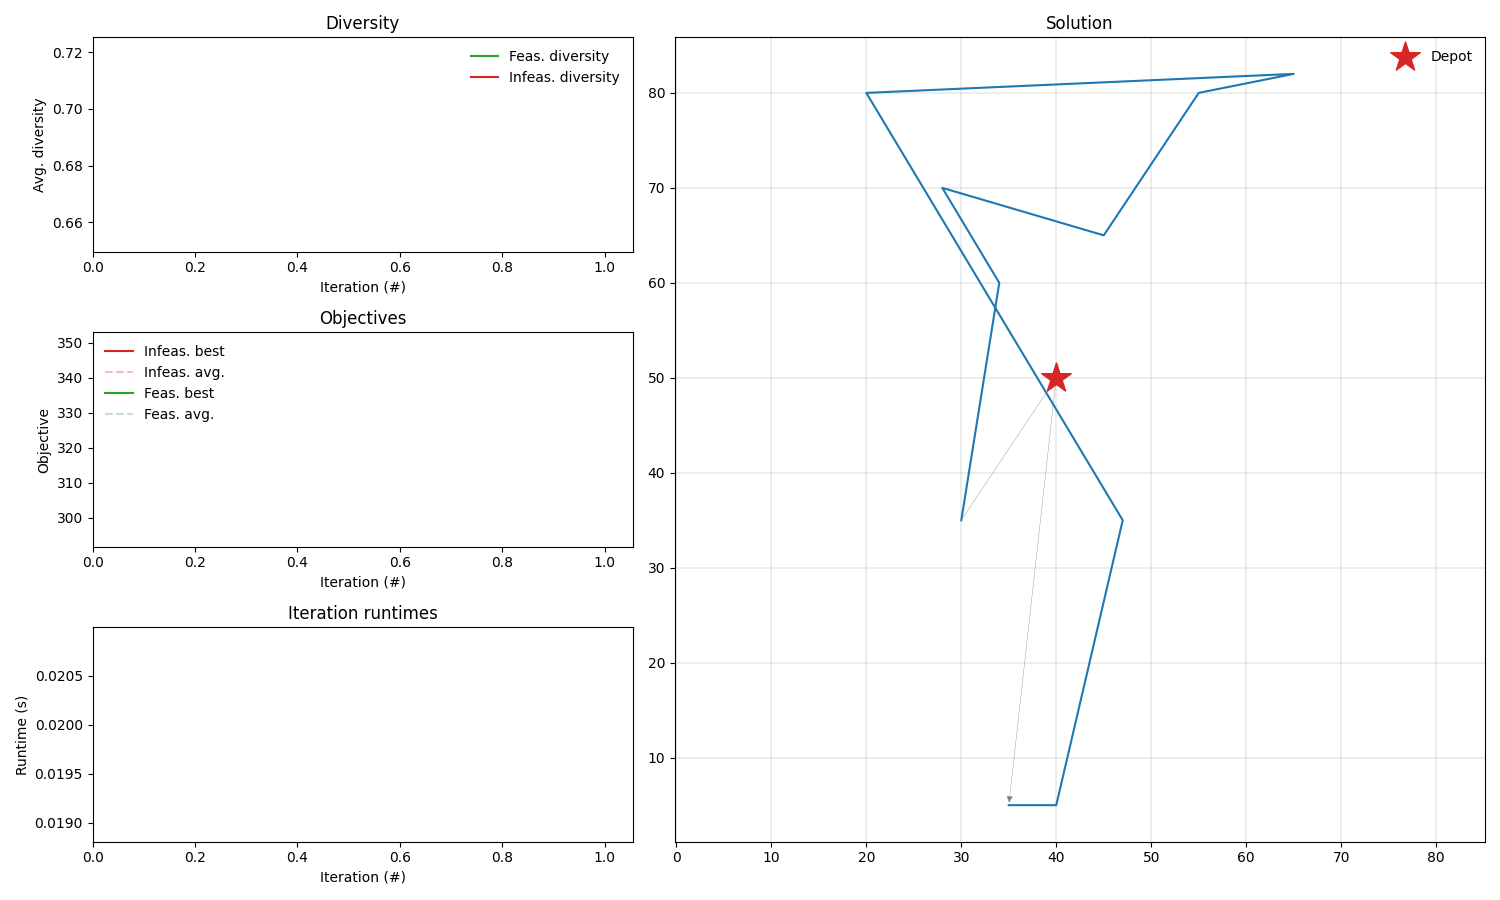 Diversity
Avg. diversity
0.72
0.70
0.68
0.66
Feas. diversity
Infeas. diversity
0.0 0.2 0.4 0.6 0.8 1.0
Iteration (#)
Objectives
Objective
350
340
330
320
310
300
Infeas. best
Infeas. avg.
Feas. best
Feas. avg.
0.0 0.2 0.4 0.6 0.8 1.0
Iteration (#)
Iteration runtimes
Runtime (s)
0.0205
0.0200
0.0195
0.0190
0.0 0.2 0.4 0.6 0.8 1.0
Iteration (#)
Solution
Depot
80
70
60
50
40
30
20
10
0 10 20 30 40 50 60 70 80